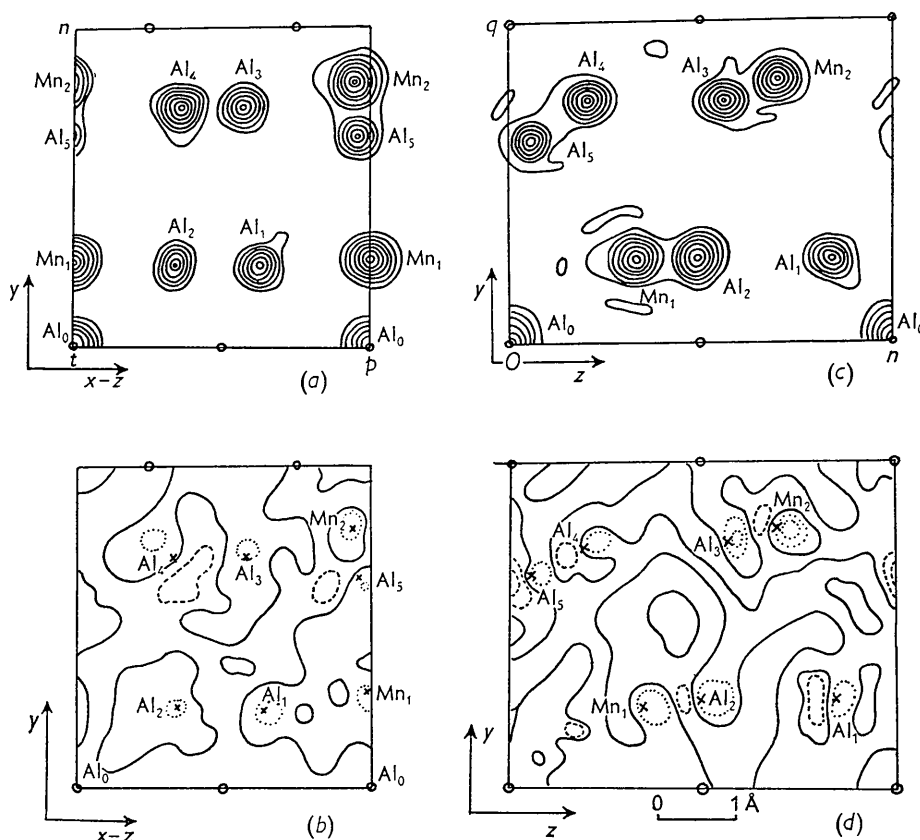 n
Al₄ Al₃
Mn₂ Mn₂
Al₅ Al₅
Al₂ Al₁
Mn₁ Mn₁
Al₀ Al₀
y
t p
x–z (a)
q
Al₄ Al₃ Mn₂
Al₅
Al₁
Mn₁ Al₂
Al₀ Al₀
y
O n
z (c)
Mn₂
Al₄ Al₃
Al₅
Al₂ Al₁ Mn₁
Al₀ Al₀
y
x–z (b)
Mn₂
Al₄ Al₃
Al₅
Mn₁ Al₂ Al₁
y
0 1 Å
z (d)